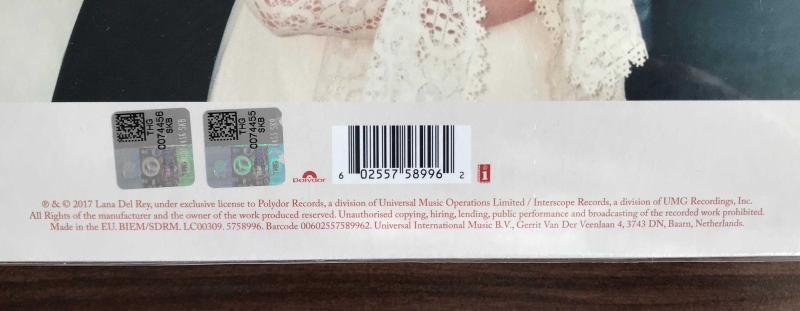 THG
0074456
SKB
THG
0074455
SKB
Polydor
6 02557 58996 2
℗ & © 2017 Lana Del Rey, under exclusive license to Polydor Records, a division of Universal Music Operations Limited / Interscope Records, a division of UMG Recordings, Inc.
All Rights of the manufacturer and the owner of the work produced reserved. Unauthorised copying, hiring, lending, public performance and broadcasting of the recorded work prohibited.
Made in the EU. BIEM/SDRM. LC00309. 5758996. Barcode 00602557589962. Universal International Music B.V., Gerrit Van Der Veenlaan 4, 3743 DN, Baarn, Netherlands.